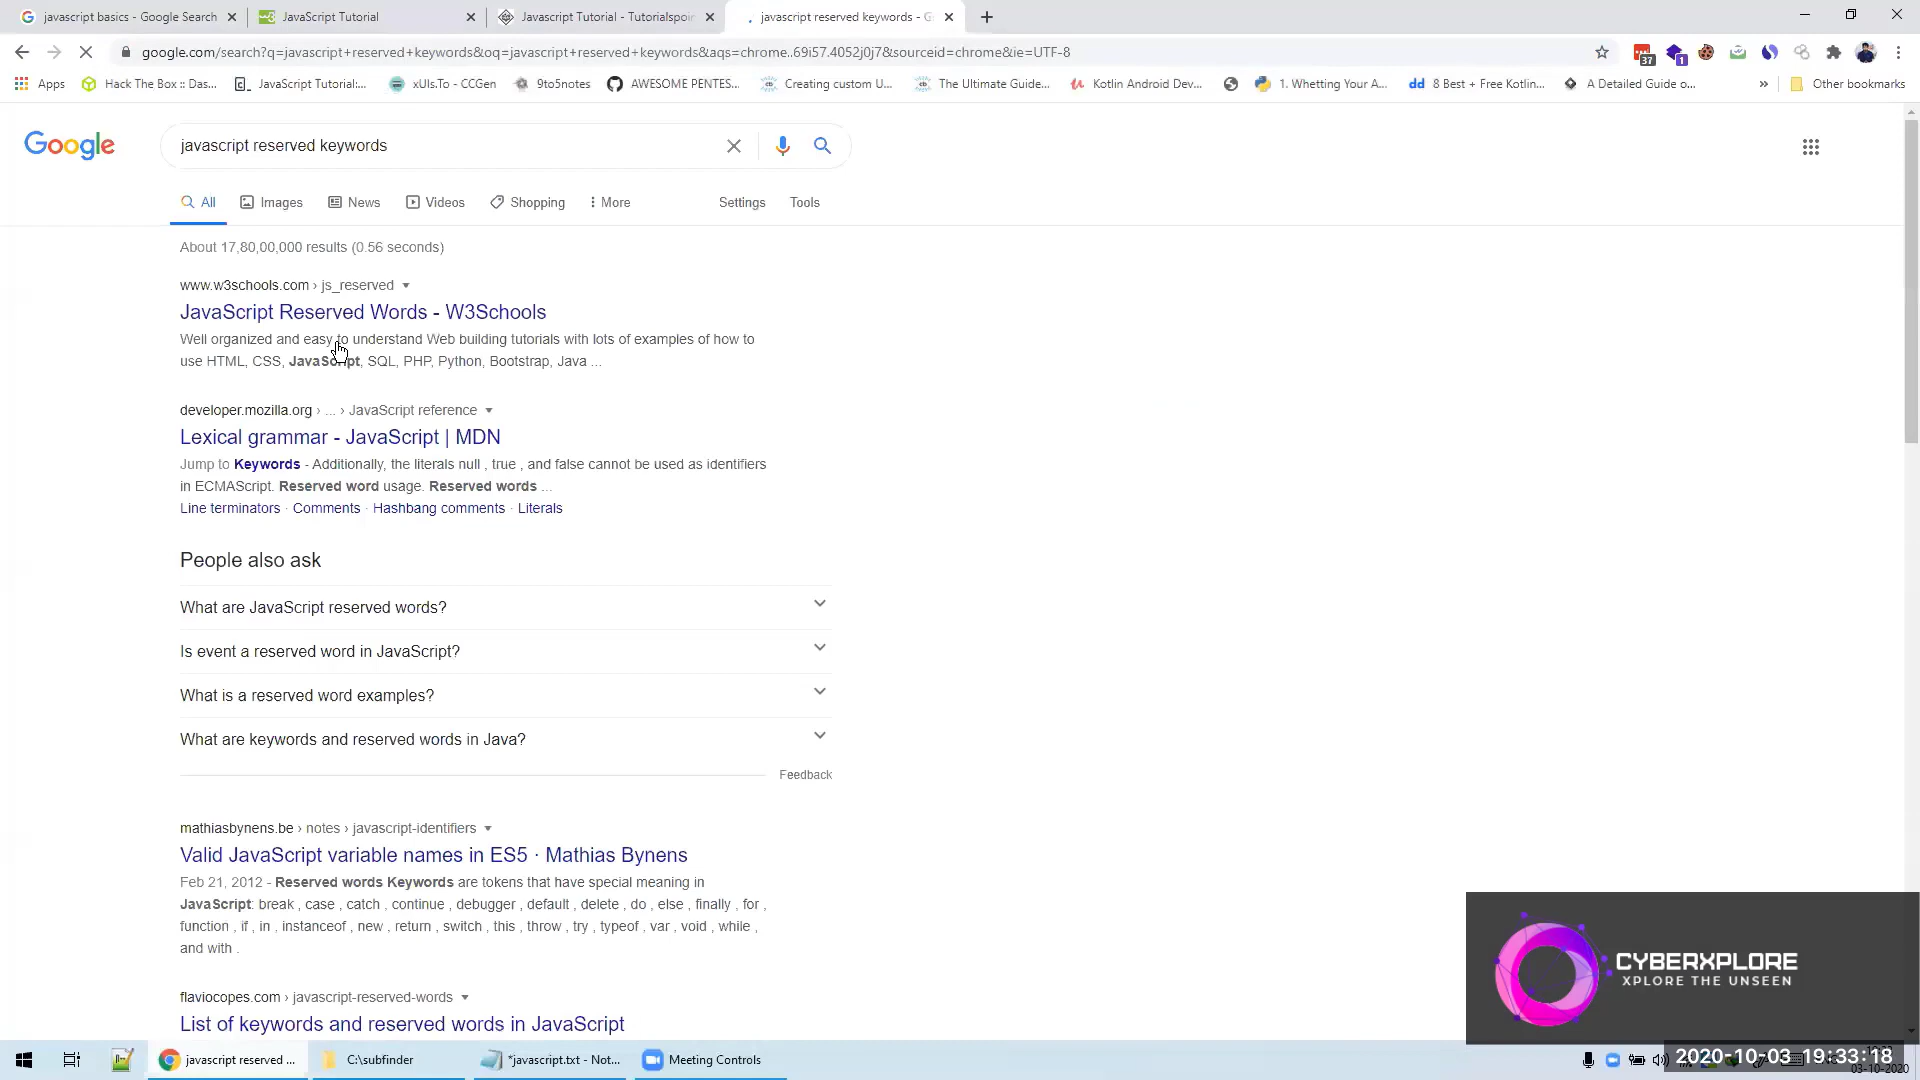 javascript basics - Google Search
JavaScript Tutorial
Javascript Tutorial - Tutorialspoin
javascript reserved keywords - G
google.com/search?q=javascript+reserved+keywords&oq=javascript+reserved+keywords&aqs=chrome..69i57.4052j0j7&sourceid=chrome&ie=UTF-8
37
1
Apps
Hack The Box :: Das...
JavaScript Tutorial:...
xUls.To - CCGen
9to5notes
AWESOME PENTES...
Creating custom U...
The Ultimate Guide...
Kotlin Android Dev...
1. Whetting Your A...
8 Best + Free Kotlin...
A Detailed Guide o...
»
Other bookmarks
Google
javascript reserved keywords
All
Images
News
Videos
Shopping
More
Settings
Tools
About 17,80,00,000 results (0.56 seconds)
www.w3schools.com › js_reserved
JavaScript Reserved Words - W3Schools
Well organized and easy to understand Web building tutorials with lots of examples of how to
use HTML, CSS, JavaScript, SQL, PHP, Python, Bootstrap, Java ...
developer.mozilla.org › ... › JavaScript reference
Lexical grammar - JavaScript | MDN
Jump to Keywords - Additionally, the literals null , true , and false cannot be used as identifiers
in ECMAScript. Reserved word usage. Reserved words ...
Line terminators · Comments · Hashbang comments · Literals
People also ask
What are JavaScript reserved words?
Is event a reserved word in JavaScript?
What is a reserved word examples?
What are keywords and reserved words in Java?
Feedback
mathiasbynens.be › notes › javascript-identifiers
Valid JavaScript variable names in ES5 · Mathias Bynens
Feb 21, 2012 - Reserved words Keywords are tokens that have special meaning in
JavaScript: break , case , catch , continue , debugger , default , delete , do , else , finally , for ,
function , if , in , instanceof , new , return , switch , this , throw , try , typeof , var , void , while ,
and with .
flaviocopes.com › javascript-reserved-words
List of keywords and reserved words in JavaScript
CYBERXPLORE
XPLORE THE UNSEEN
javascript reserved ...
C:\subfinder
*javascript.txt - Not...
Meeting Controls
2020-10-03 19:33:18
03-10-2020